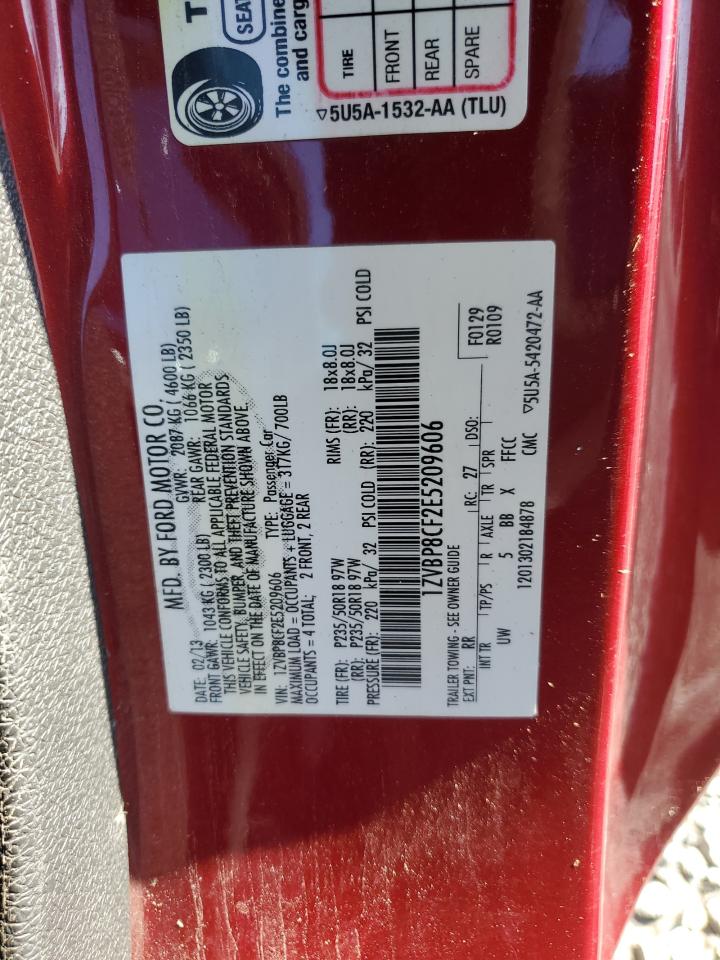 T
SEAT
The combine
and carg
TIRE
FRONT
REAR
SPARE
▽5U5A-1532-AA (TLU)
MFD. BY FORD MOTOR CO.
DATE: 02/13 GVWR: 2087 KG ( 4600 LB)
FRONT GAWR: 1043 KG ( 2300 LB) REAR GAWR: 1066 KG ( 2350 LB)
THIS VEHICLE CONFORMS TO ALL APPLICABLE FEDERAL MOTOR
VEHICLE SAFETY, BUMPER, AND THEFT PREVENTION STANDARDS
IN EFFECT ON THE DATE OF MANUFACTURE SHOWN ABOVE.
VIN: 1ZVBP8CF2E5209606 TYPE: Passenger Car
MAXIMUM LOAD = OCCUPANTS + LUGGAGE = 317KG/ 700LB
OCCUPANTS = 4 TOTAL; 2 FRONT, 2 REAR
TIRE (FR): P235/50R18 97W RIMS (FR): 18x8.0J
(RR): P235/50R18 97W (RR): 18x8.0J
PRESSURE (FR): 220 kPa/ 32 PSI COLD (RR): 220 kPa/ 32 PSI COLD
1ZVBP8CF2E5209606
TRAILER TOWING - SEE OWNER GUIDE
EXT PNT: RR RC: 27 DSO: F0129
R0109
INT TR TP/PS R AXLE TR SPR
UW 5 BB X FFCC
1201302184878 CMC ▽5U5A-5420472-AA